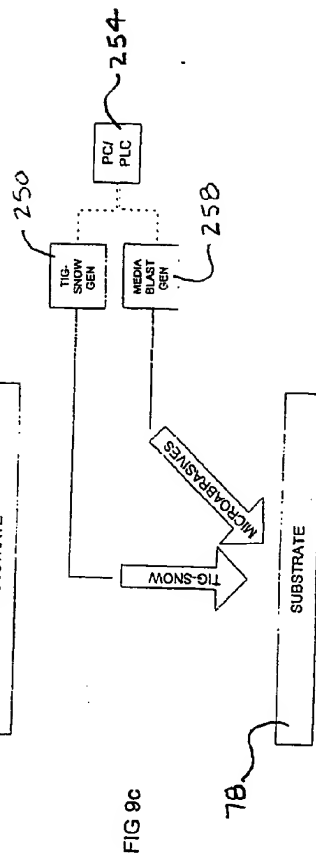 250
254
TIG-
SNOW
GEN
PC/
PLC
MEDIA
BLAST
GEN
258
TIG-SNOW
MICROABRASIVES
FIG 9c
78
SUBSTRATE